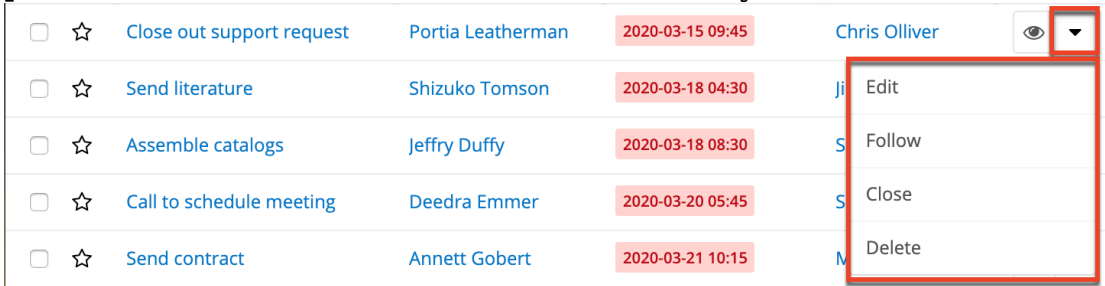 Close out support request Portia Leatherman 2020-03-15 09:45 Chris Olliver
Send literature Shizuko Tomson 2020-03-18 04:30 Edit
Assemble catalogs Jeffry Duffy 2020-03-18 08:30 Follow
Call to schedule meeting Deedra Emmer 2020-03-20 05:45 Close
Send contract Annett Gobert 2020-03-21 10:15 Delete